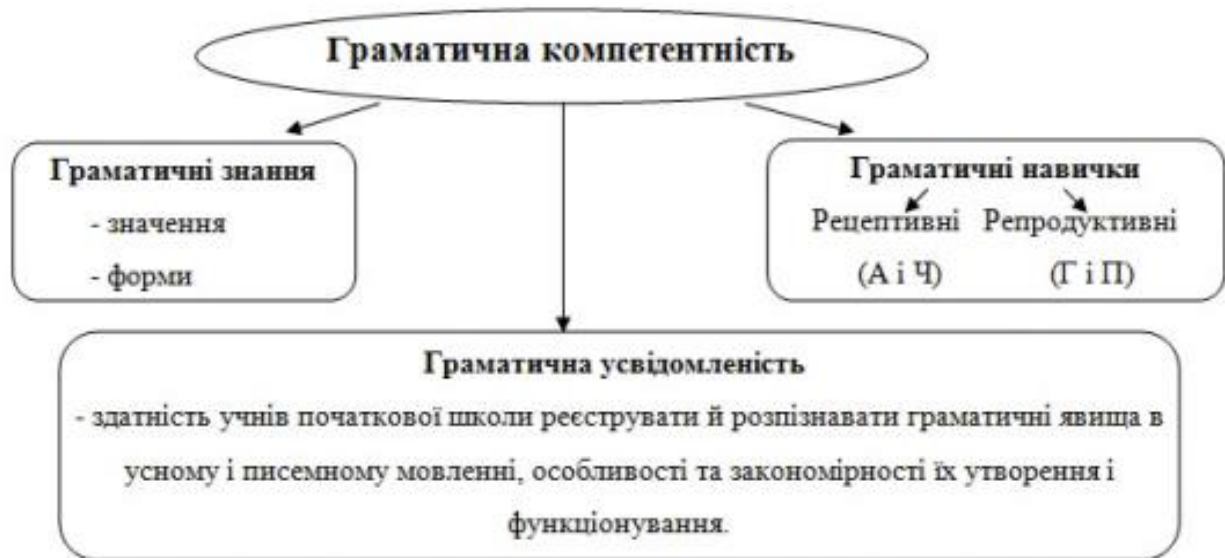 Граматична компетентність
Граматичні знання
- значення
- форми
Граматичні навички
Рецептивні Репродуктивні
(А і Ч) (Г і П)
Граматична усвідомленість
- здатність учнів початкової школи реєструвати й розпізнавати граматичні явища в
усному і писемному мовленні, особливості та закономірності їх утворення і
функціонування.